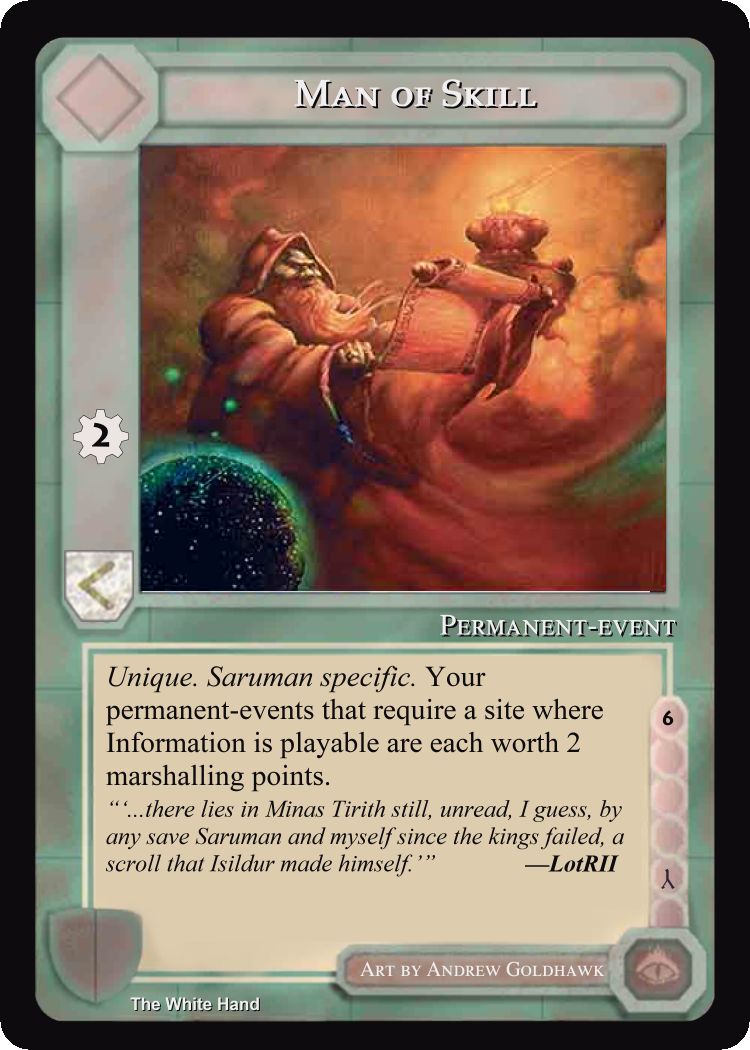 MAN OF SKILL
2
PERMANENT-EVENT
Unique. Saruman specific. Your
permanent-events that require a site where
Information is playable are each worth 2
marshalling points.
“‘...there lies in Minas Tirith still, unread, I guess, by
any save Saruman and myself since the kings failed, a
scroll that Isildur made himself.’” —LotRII
6
ART BY ANDREW GOLDHAWK
The White Hand